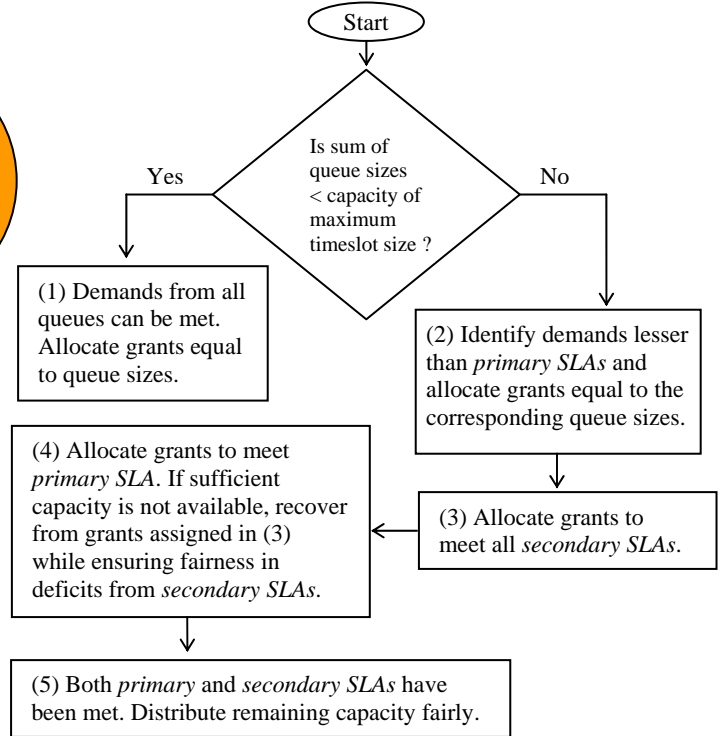 Start
Is sum of
queue sizes
< capacity of
maximum
timeslot size ?
Yes
No
(1) Demands from all
queues can be met.
Allocate grants equal
to queue sizes.
(2) Identify demands lesser
than primary SLAs and
allocate grants equal to the
corresponding queue sizes.
(3) Allocate grants to
meet all secondary SLAs.
(4) Allocate grants to meet
primary SLA. If sufficient
capacity is not available, recover
from grants assigned in (3)
while ensuring fairness in
deficits from secondary SLAs.
(5) Both primary and secondary SLAs have
been met. Distribute remaining capacity fairly.